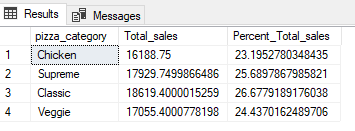 Results Messages
pizza_category Total_sales Percent_Total_sales
1 Chicken 16188.75 23.1952780348435
2 Supreme 17929.7499866486 25.6897867985821
3 Classic 18619.4000015259 26.6779189176038
4 Veggie 17055.4000778198 24.4370162489706